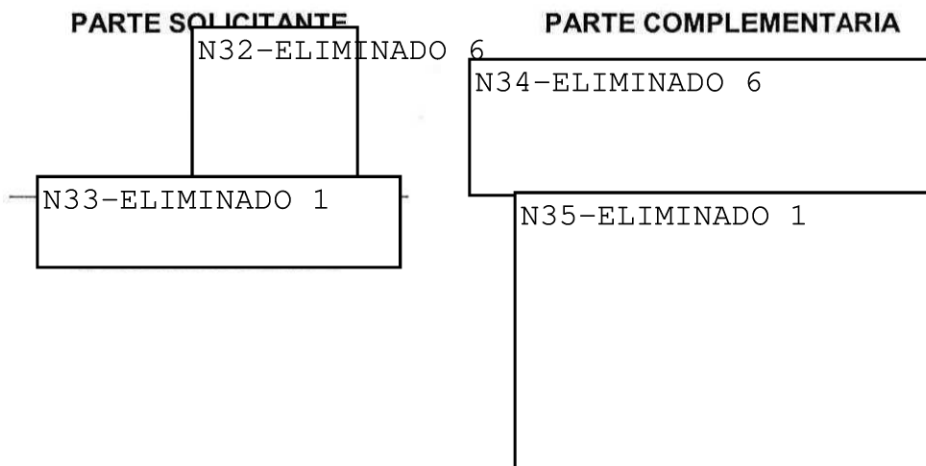 PARTE SOLICITANTE
N32-ELIMINADO 6
N33-ELIMINADO 1
PARTE COMPLEMENTARIA
N34-ELIMINADO 6
N35-ELIMINADO 1